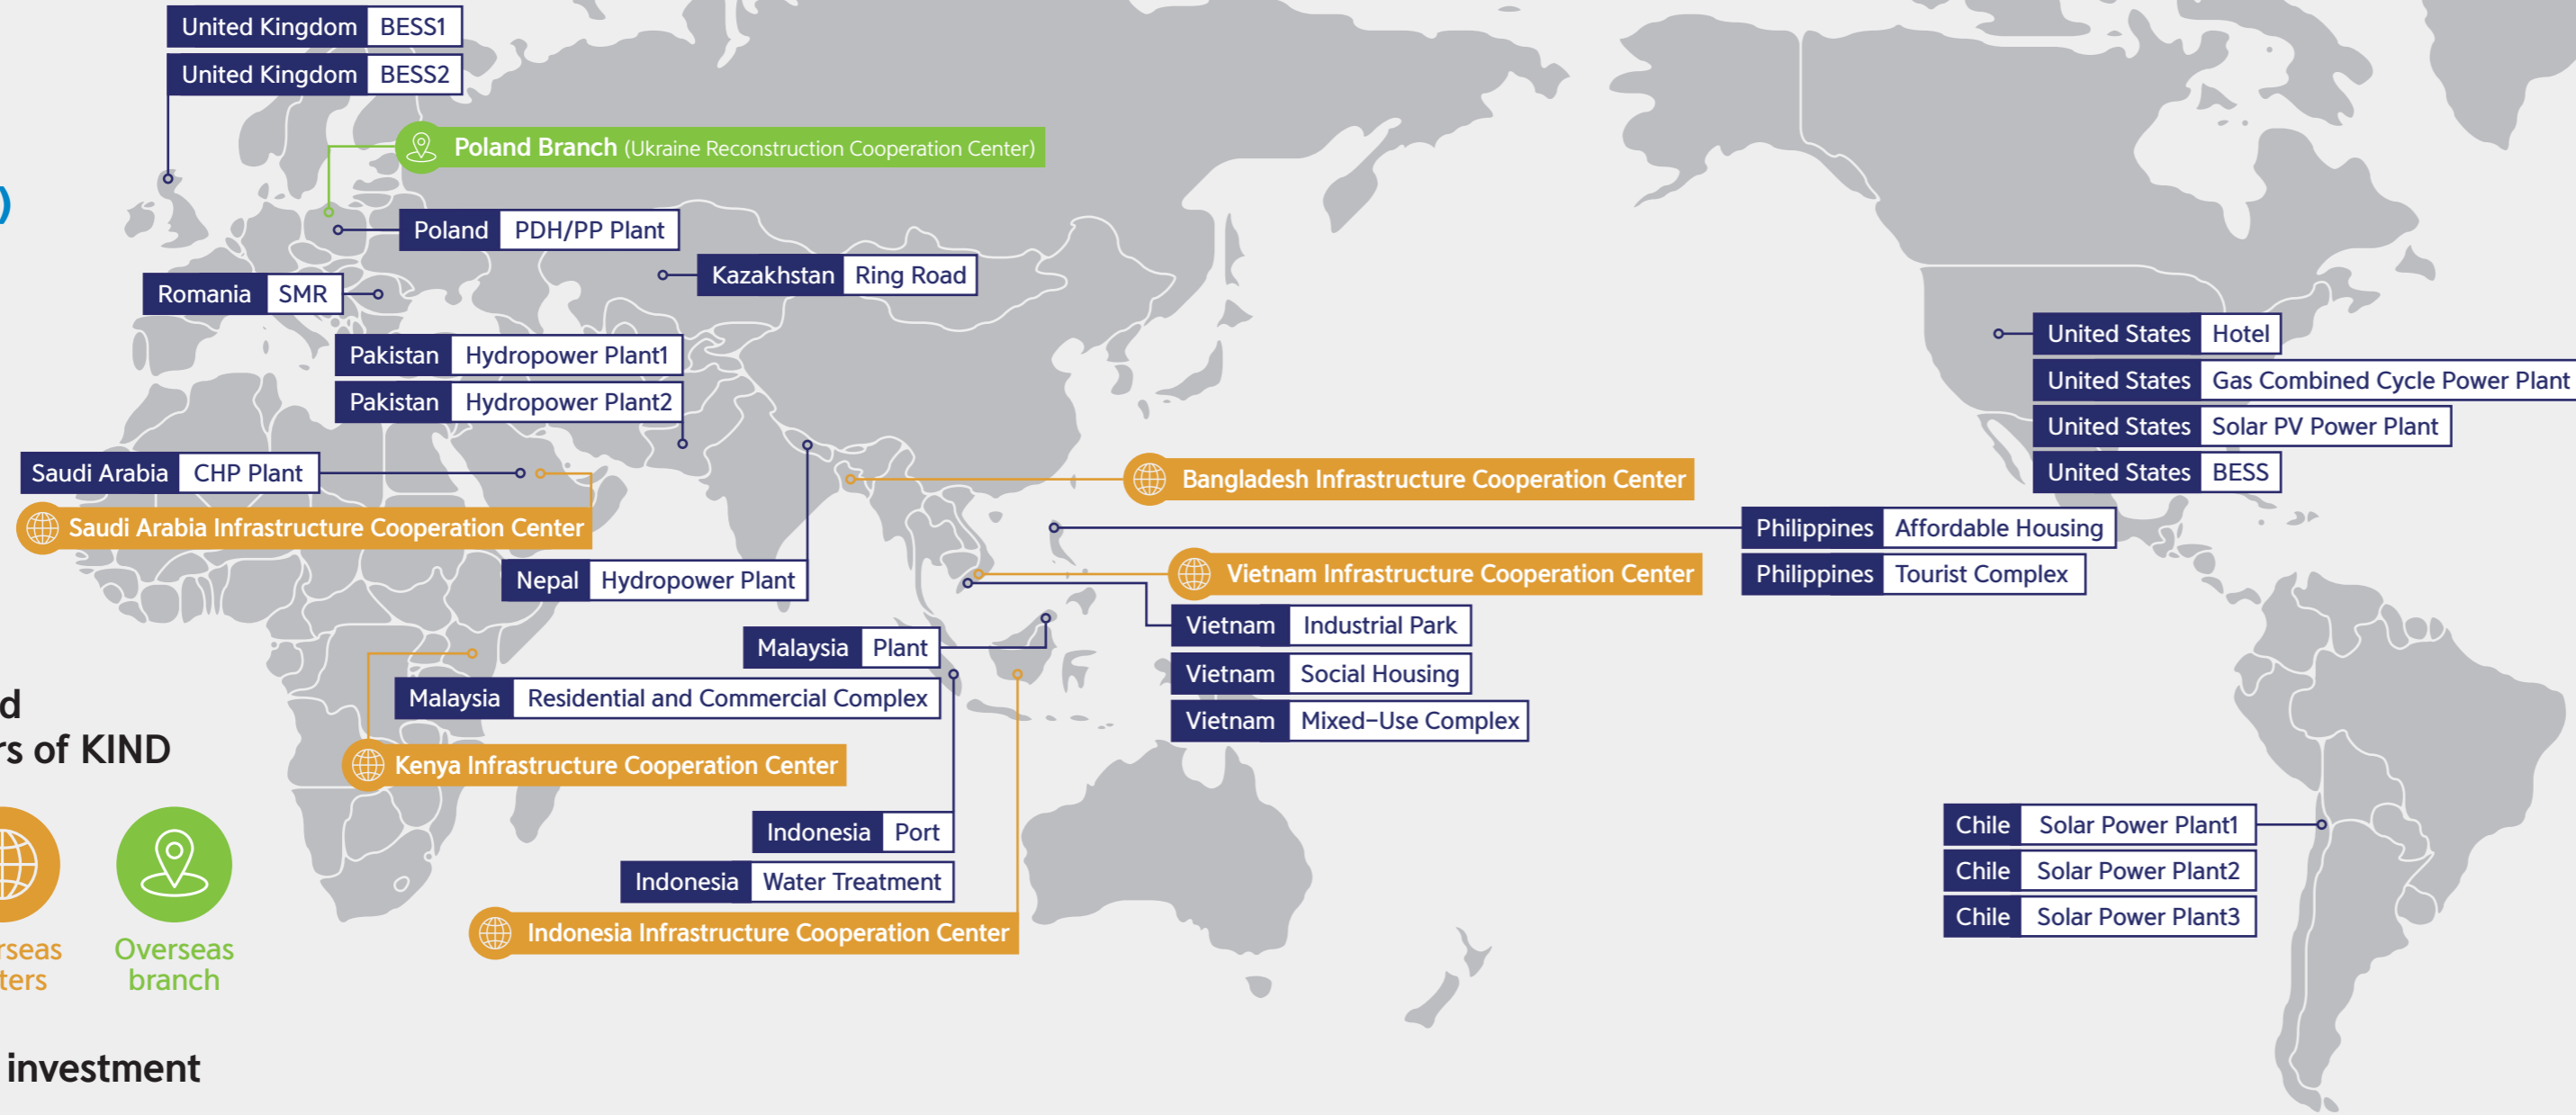 United Kingdom BESS1
United Kingdom BESS2
Poland Branch (Ukraine Reconstruction Cooperation Center)
)
Poland PDH/PP Plant
Kazakhstan Ring Road
Romania SMR
Pakistan Hydropower Plant1
Pakistan Hydropower Plant2
United States Hotel
United States Gas Combined Cycle Power Plant
United States Solar PV Power Plant
United States BESS
Saudi Arabia CHP Plant
Saudi Arabia Infrastructure Cooperation Center
Bangladesh Infrastructure Cooperation Center
Philippines Affordable Housing
Philippines Tourist Complex
Nepal Hydropower Plant
Vietnam Infrastructure Cooperation Center
Vietnam Industrial Park
Vietnam Social Housing
Vietnam Mixed-Use Complex
Malaysia Plant
Malaysia Residential and Commercial Complex
d
rs of KIND
Kenya Infrastructure Cooperation Center
Indonesia Port
Indonesia Water Treatment
Indonesia Infrastructure Cooperation Center
Chile Solar Power Plant1
Chile Solar Power Plant2
Chile Solar Power Plant3
rseas
ters
Overseas
branch
investment